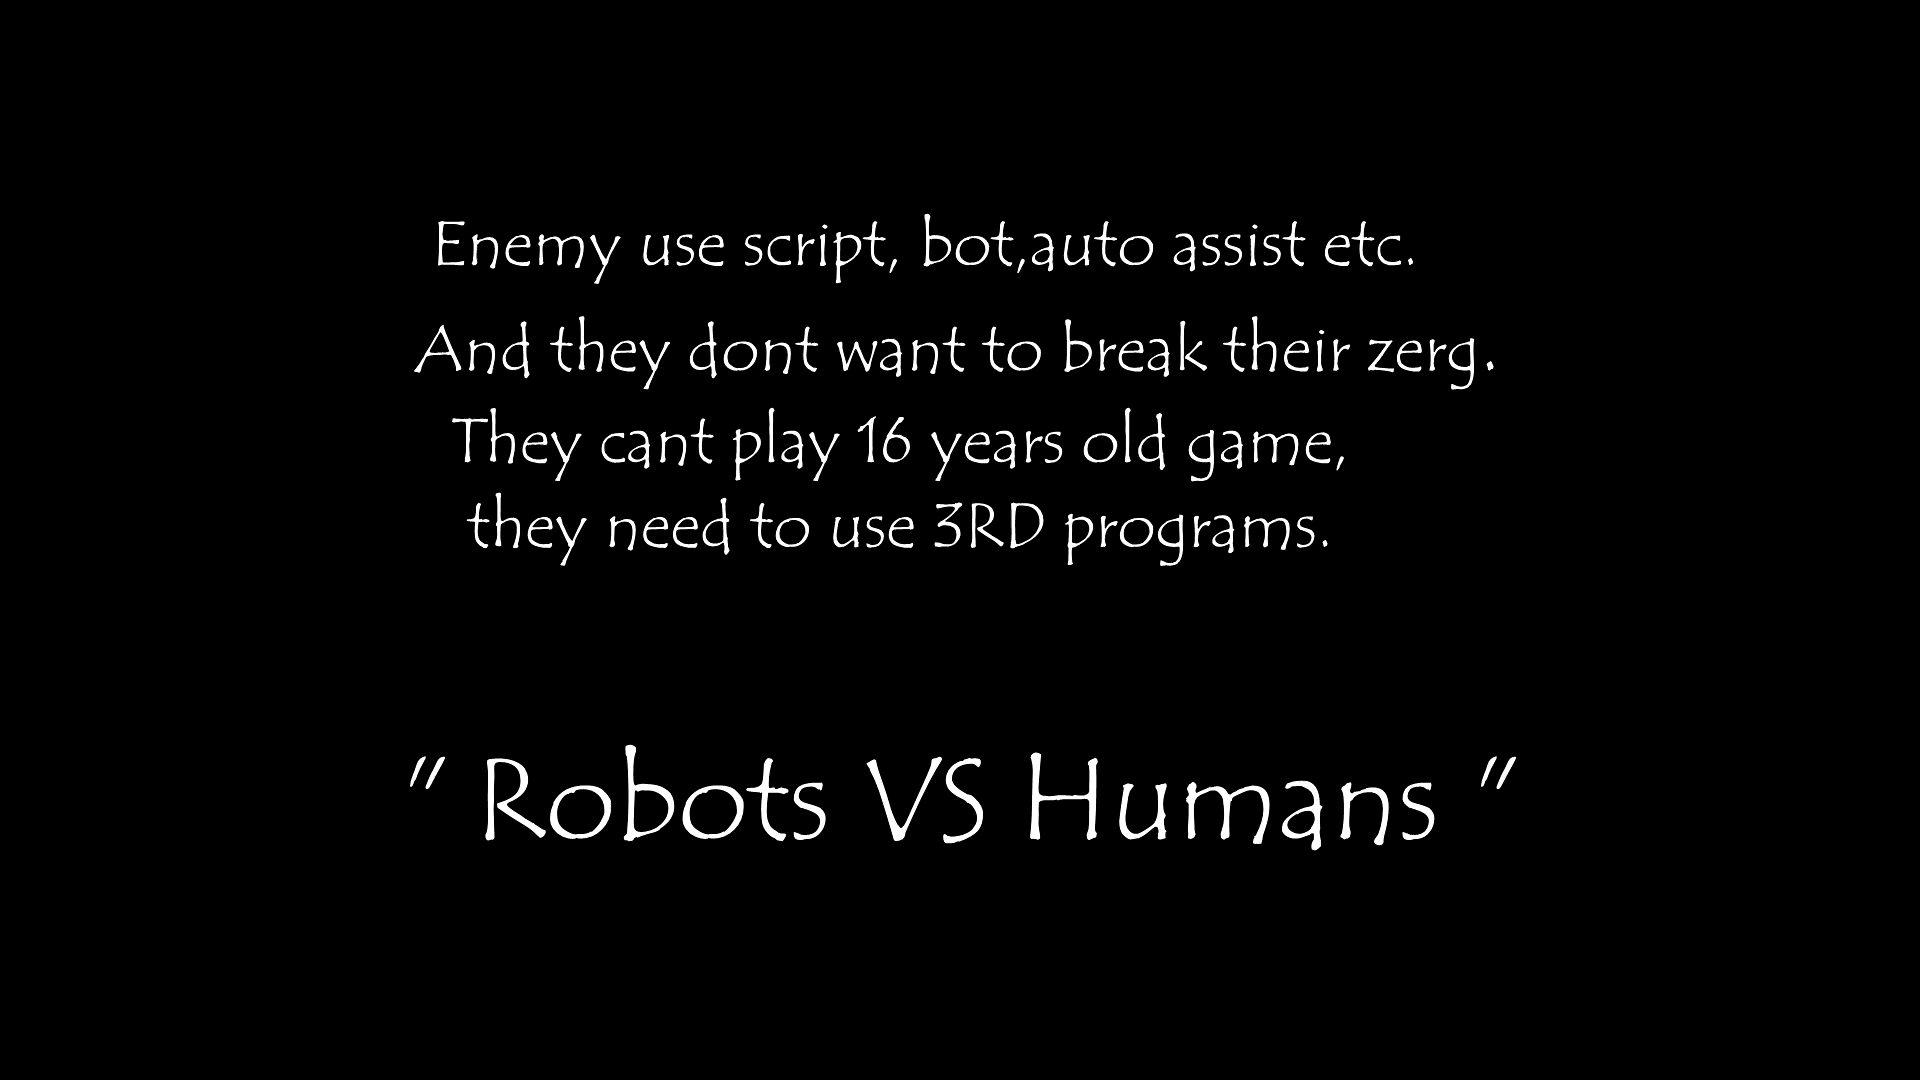 Enemy use script, bot,auto assist etc.
And they dont want to break their zerg.
They cant play 16 years old game,
they need to use 3RD programs.
" Robots VS Humans "